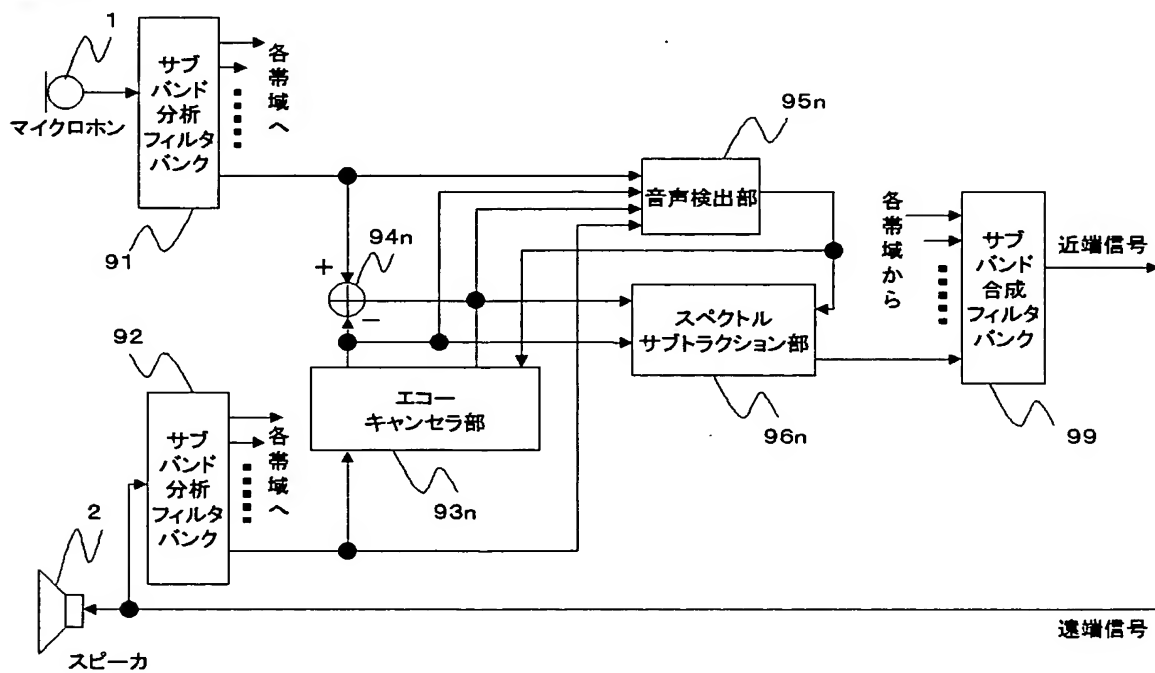 1
マイクロホン
サブ
バンド
分析
フィルタ
バンク
91
各帯域へ
94n
+
−
95n
音声検出部
スペクトル
サブトラクション部
96n
各帯域から
サブ
バンド
合成
フィルタ
バンク
99
近端信号
92
サブ
バンド
分析
フィルタ
バンク
各帯域へ
エコー
キャンセラ部
93n
2
スピーカ
遠端信号